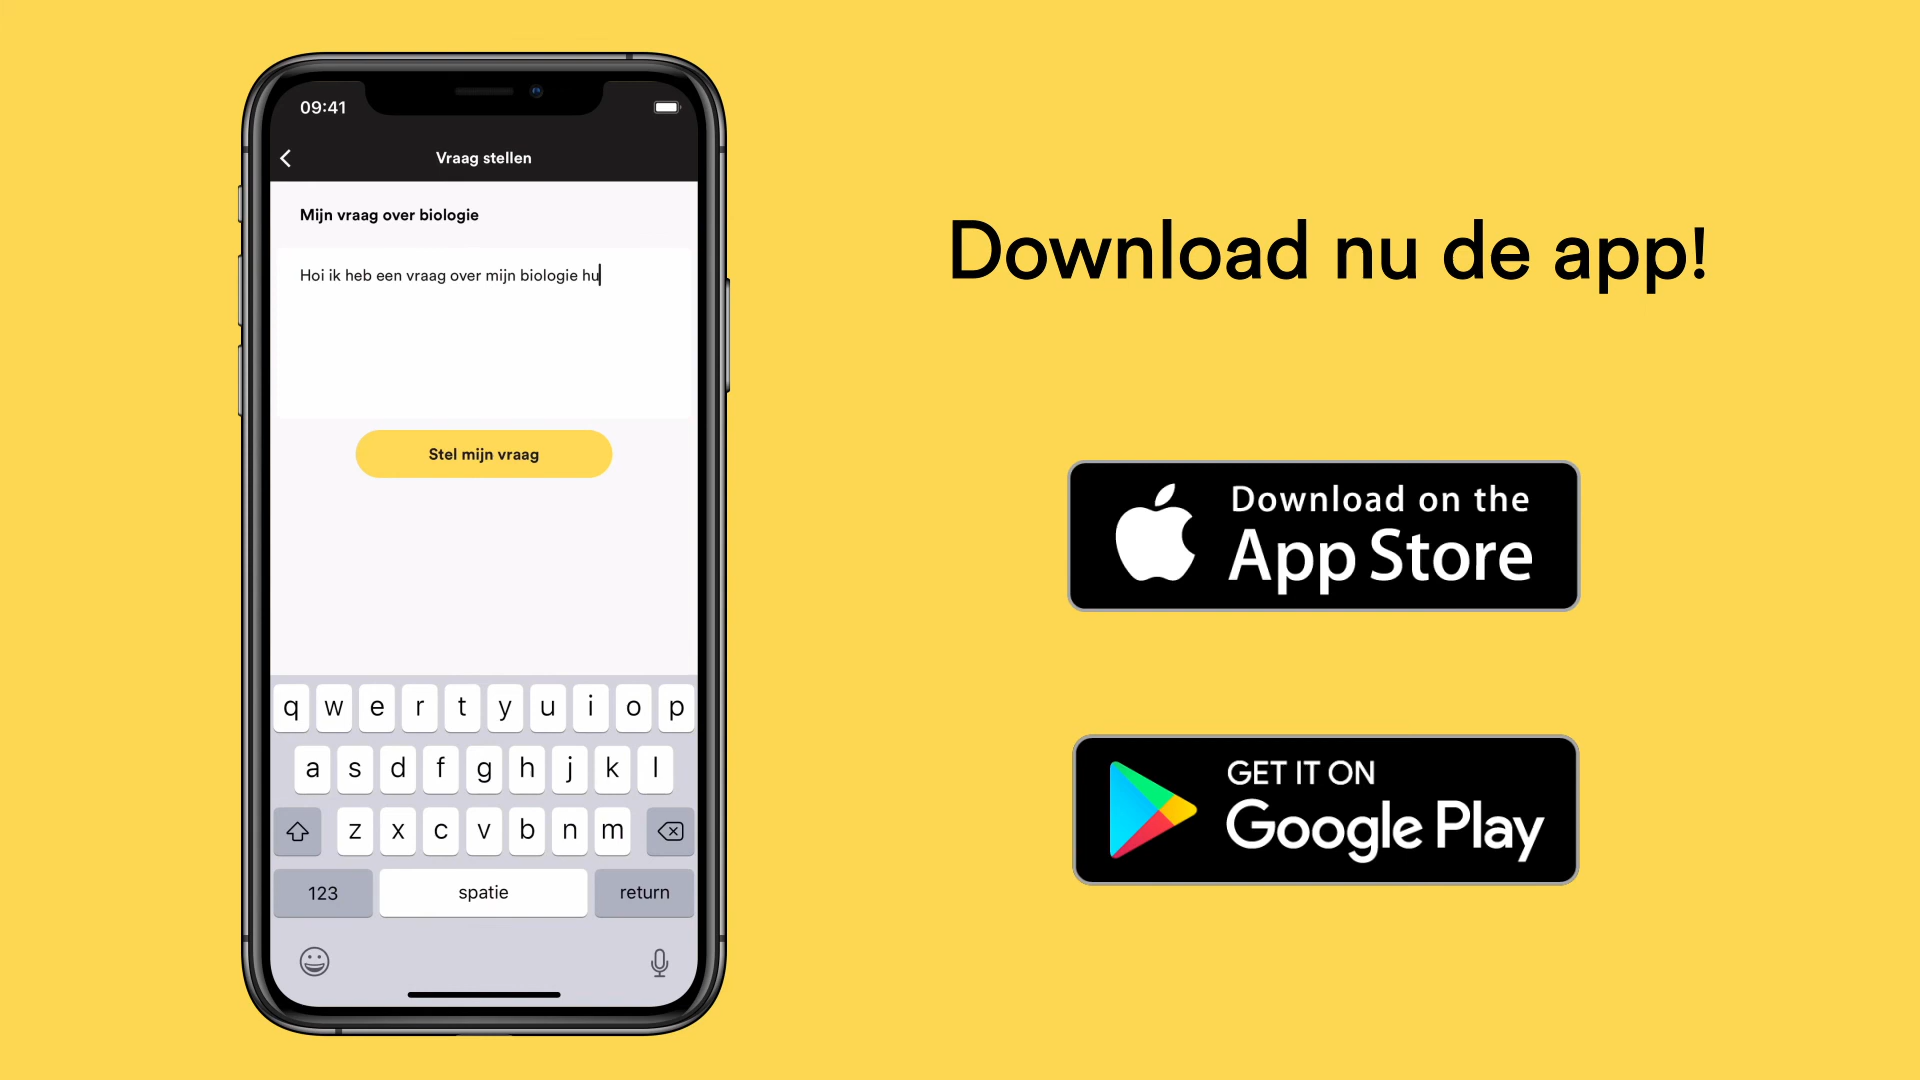 09:41
Vraag stellen
Mijn vraag over biologie
Hoi ik heb een vraag over mijn biologie hu
Stel mijn vraag
q w e r t y u i o p
a s d f g h j k l
z x c v b n m
123 spatie return
Download nu de app!
Download on the
App Store
GET IT ON
Google Play